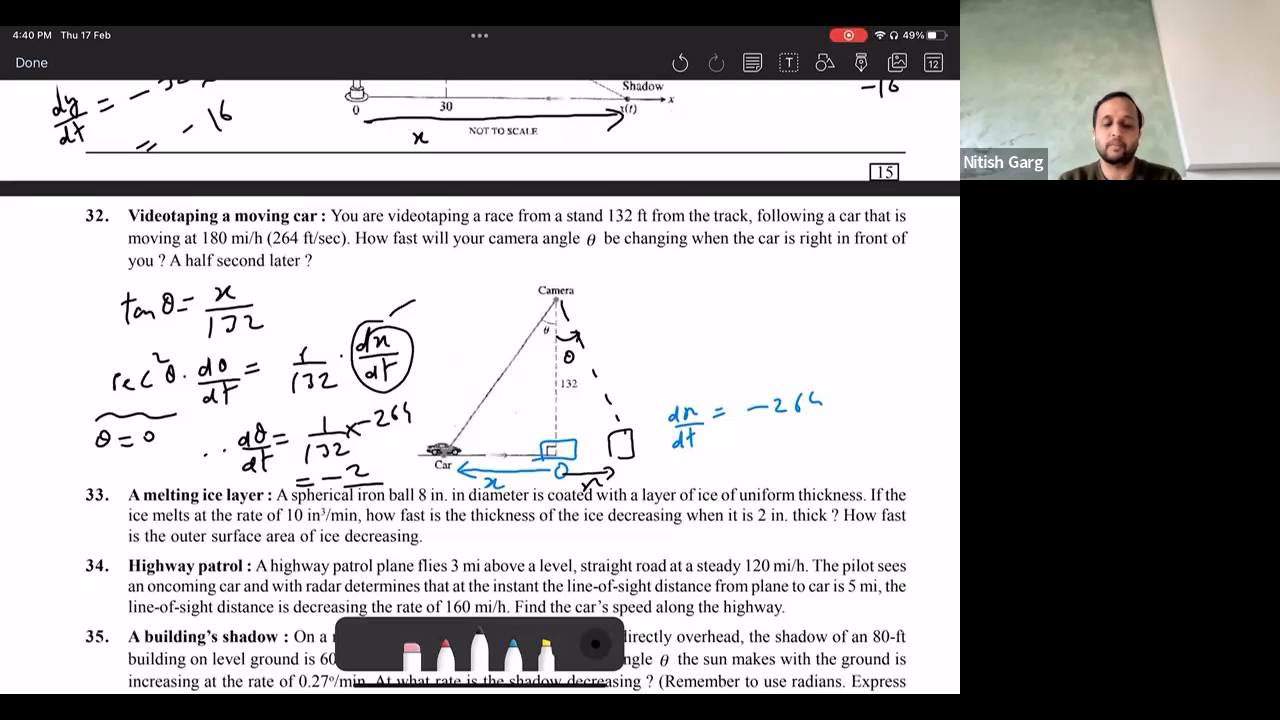 4:40 PM Thu 17 Feb
49%
Done
T
12
Nitish Garg
dy/dt =
= - 16
Shadow
0
30
x(t)
x
x
NOT TO SCALE
-16
15
32. Videotaping a moving car : You are videotaping a race from a stand 132 ft from the track, following a car that is
moving at 180 mi/h (264 ft/sec). How fast will your camera angle θ be changing when the car is right in front of
you ? A half second later ?
tan θ = x/132
sec²θ · dθ/dt = 1/132 · dx/dt
θ = 0
∴ dθ/dt = 1/132 × -264
= -2
Camera
θ
θ
132
Car
x
0
x
dx/dt = -264
33. A melting ice layer : A spherical iron ball 8 in. in diameter is coated with a layer of ice of uniform thickness. If the
ice melts at the rate of 10 in³/min, how fast is the thickness of the ice decreasing when it is 2 in. thick ? How fast
is the outer surface area of ice decreasing.
34. Highway patrol : A highway patrol plane flies 3 mi above a level, straight road at a steady 120 mi/h. The pilot sees
an oncoming car and with radar determines that at the instant the line-of-sight distance from plane to car is 5 mi, the
line-of-sight distance is decreasing the rate of 160 mi/h. Find the car's speed along the highway.
35. A building's shadow : On a directly overhead, the shadow of an 80-ft
building on level ground is 60 ngle θ the sun makes with the ground is
increasing at the rate of 0.27°/min. At what rate is the shadow decreasing ? (Remember to use radians. Express